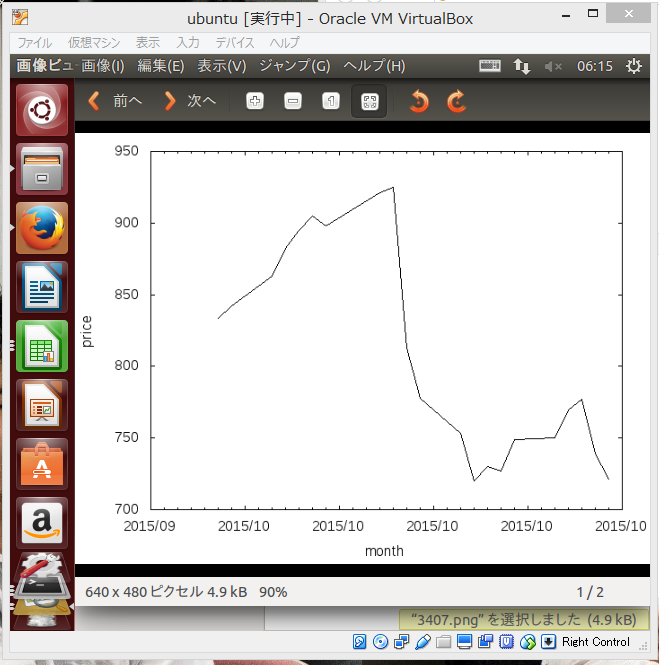 ubuntu [実行中] - Oracle VM VirtualBox
ファイル 仮想マシン 表示 入力 デバイス ヘルプ
画像ビュー 画像(I) 編集(E) 表示(V) ジャンプ(G) ヘルプ(H) 06:15
前へ 次へ 1
950
900
850
800
750
700
price
2015/09 2015/10 2015/10 2015/10 2015/10 2015/10
month
640 x 480 ピクセル 4.9 kB 90% 1 / 2
“3407.png” を選択しました (4.9 kB)
Right Control